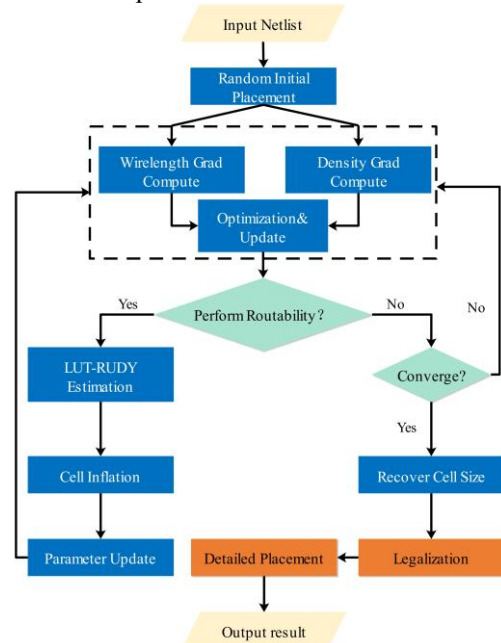 Input Netlist
Random Initial
Placement
Wirelength Grad
Compute
Density Grad
Compute
Optimization&
Update
Yes
Perform Routability?
No
No
LUT-RUDY
Estimation
Converge?
Yes
Cell Inflation
Recover Cell Size
Parameter Update
Detailed Placement
Legalization
Output result